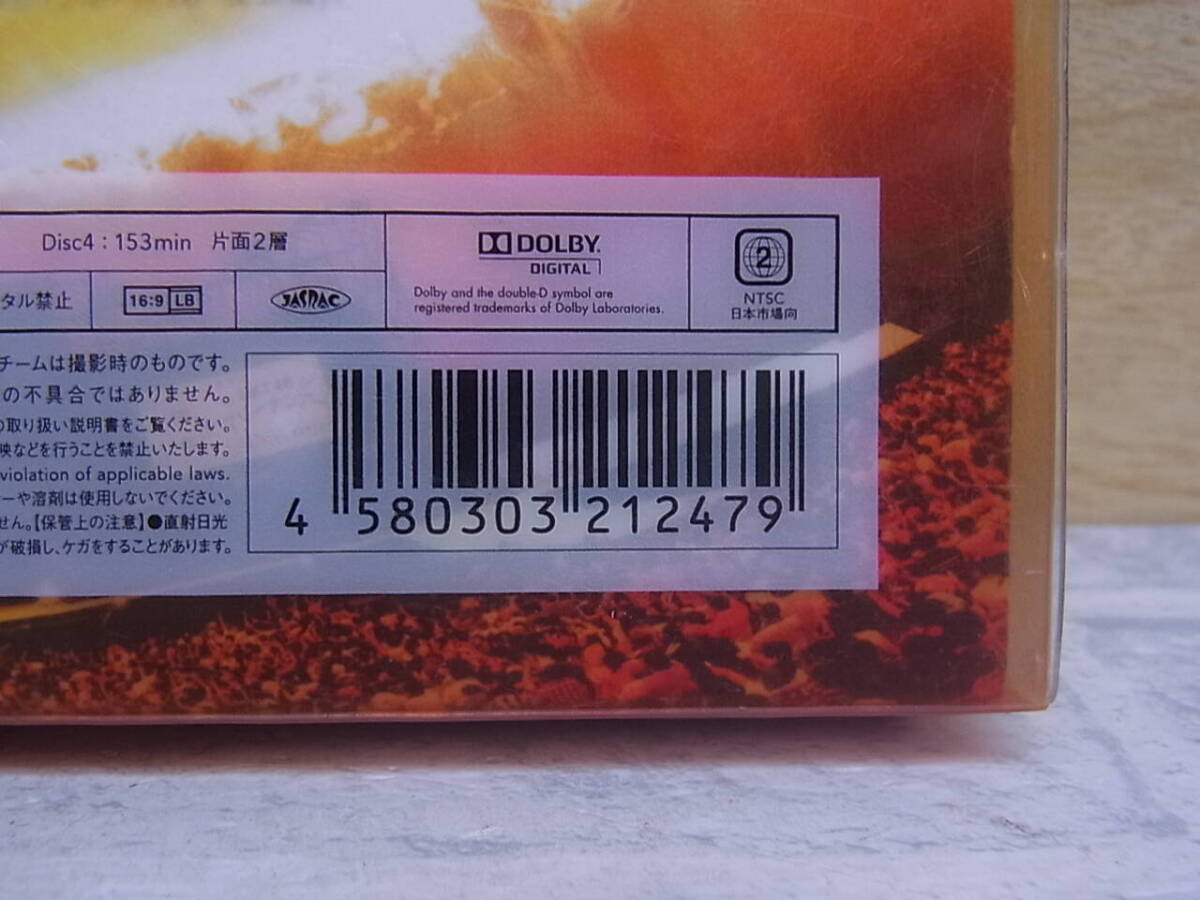 Disc4：153min 片面2層
DOLBY.
DIGITAL
Dolby and the double-D symbol are
registered trademarks of Dolby Laboratories.
2
NTSC
日本市場向
タル禁止
16:9 LB
JASRAC
チームは撮影時のものです。
の不具合ではありません。
の取り扱い説明書をご覧ください。
映などを行うことを禁止いたします。
violation of applicable laws.
ーや溶剤は使用しないでください。
せん。【保管上の注意】●直射日光
が破損し、ケガをすることがあります。
4 580303 212479